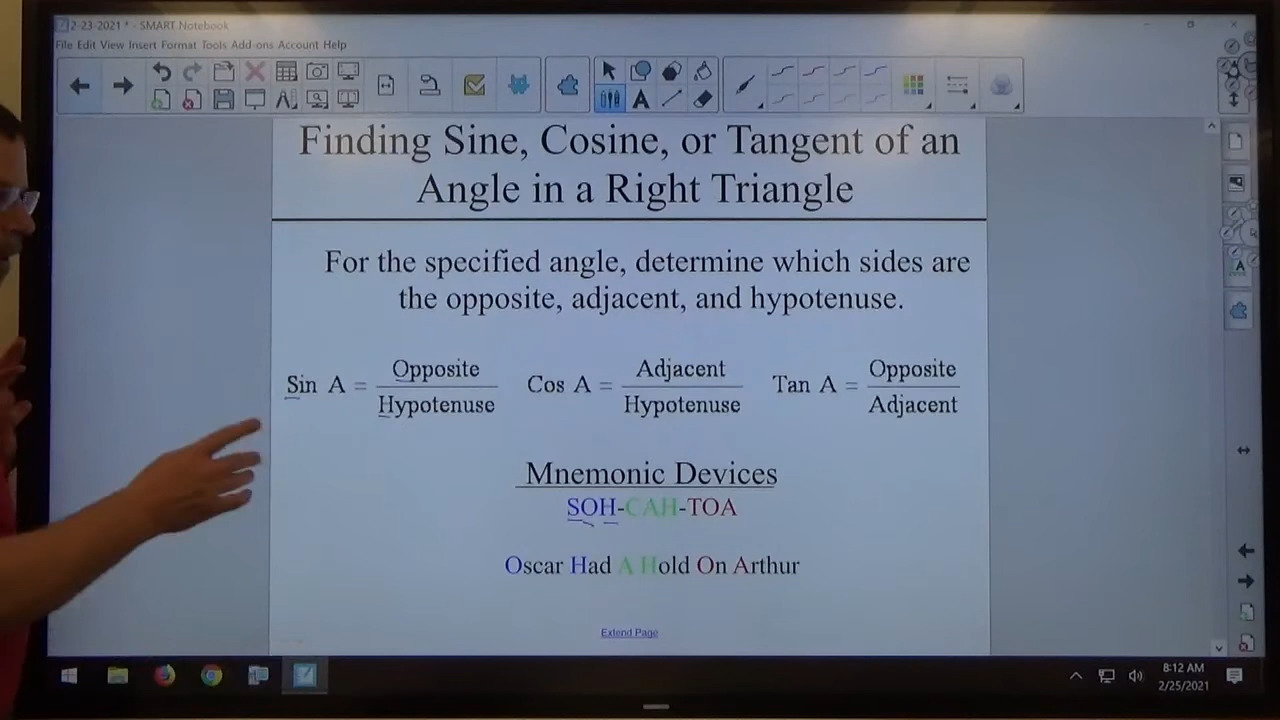 2-23-2021 * - SMART Notebook
File Edit View Insert Format Tools Add-ons Account Help
Finding Sine, Cosine, or Tangent of an
Angle in a Right Triangle
For the specified angle, determine which sides are
the opposite, adjacent, and hypotenuse.
Sin A = Opposite / Hypotenuse Cos A = Adjacent / Hypotenuse Tan A = Opposite / Adjacent
Mnemonic Devices
SOH-CAH-TOA
Oscar Had A Hold On Arthur
Extend Page
8:12 AM
2/25/2021